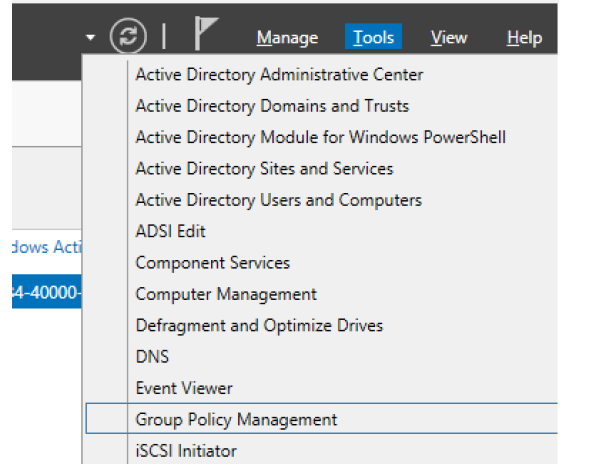 Manage Tools View Help
Active Directory Administrative Center
Active Directory Domains and Trusts
Active Directory Module for Windows PowerShell
Active Directory Sites and Services
Active Directory Users and Computers
ADSI Edit
dows Acti
Component Services
4-40000-
Computer Management
Defragment and Optimize Drives
DNS
Event Viewer
Group Policy Management
iSCSI Initiator